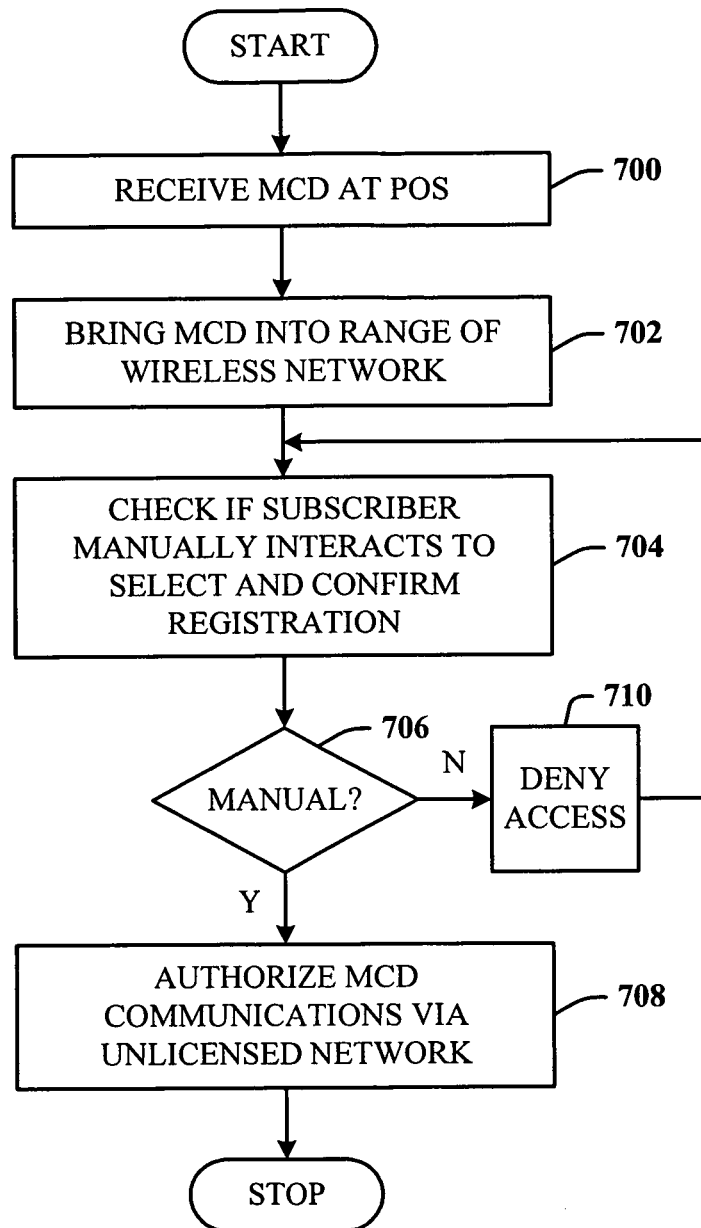 START
RECEIVE MCD AT POS
700
BRING MCD INTO RANGE OF
WIRELESS NETWORK
702
CHECK IF SUBSCRIBER
MANUALLY INTERACTS TO
SELECT AND CONFIRM
REGISTRATION
704
706
MANUAL?
N
710
DENY
ACCESS
Y
AUTHORIZE MCD
COMMUNICATIONS VIA
UNLICENSED NETWORK
708
STOP